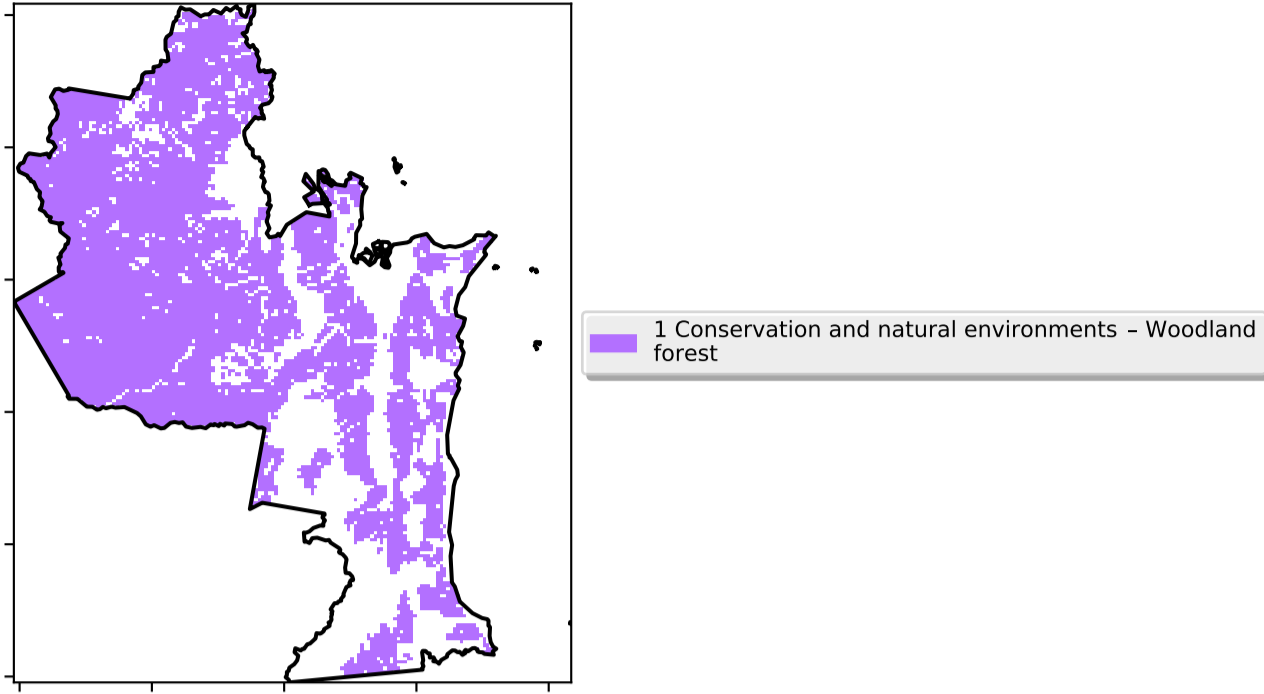 1 Conservation and natural environments – Woodland
forest